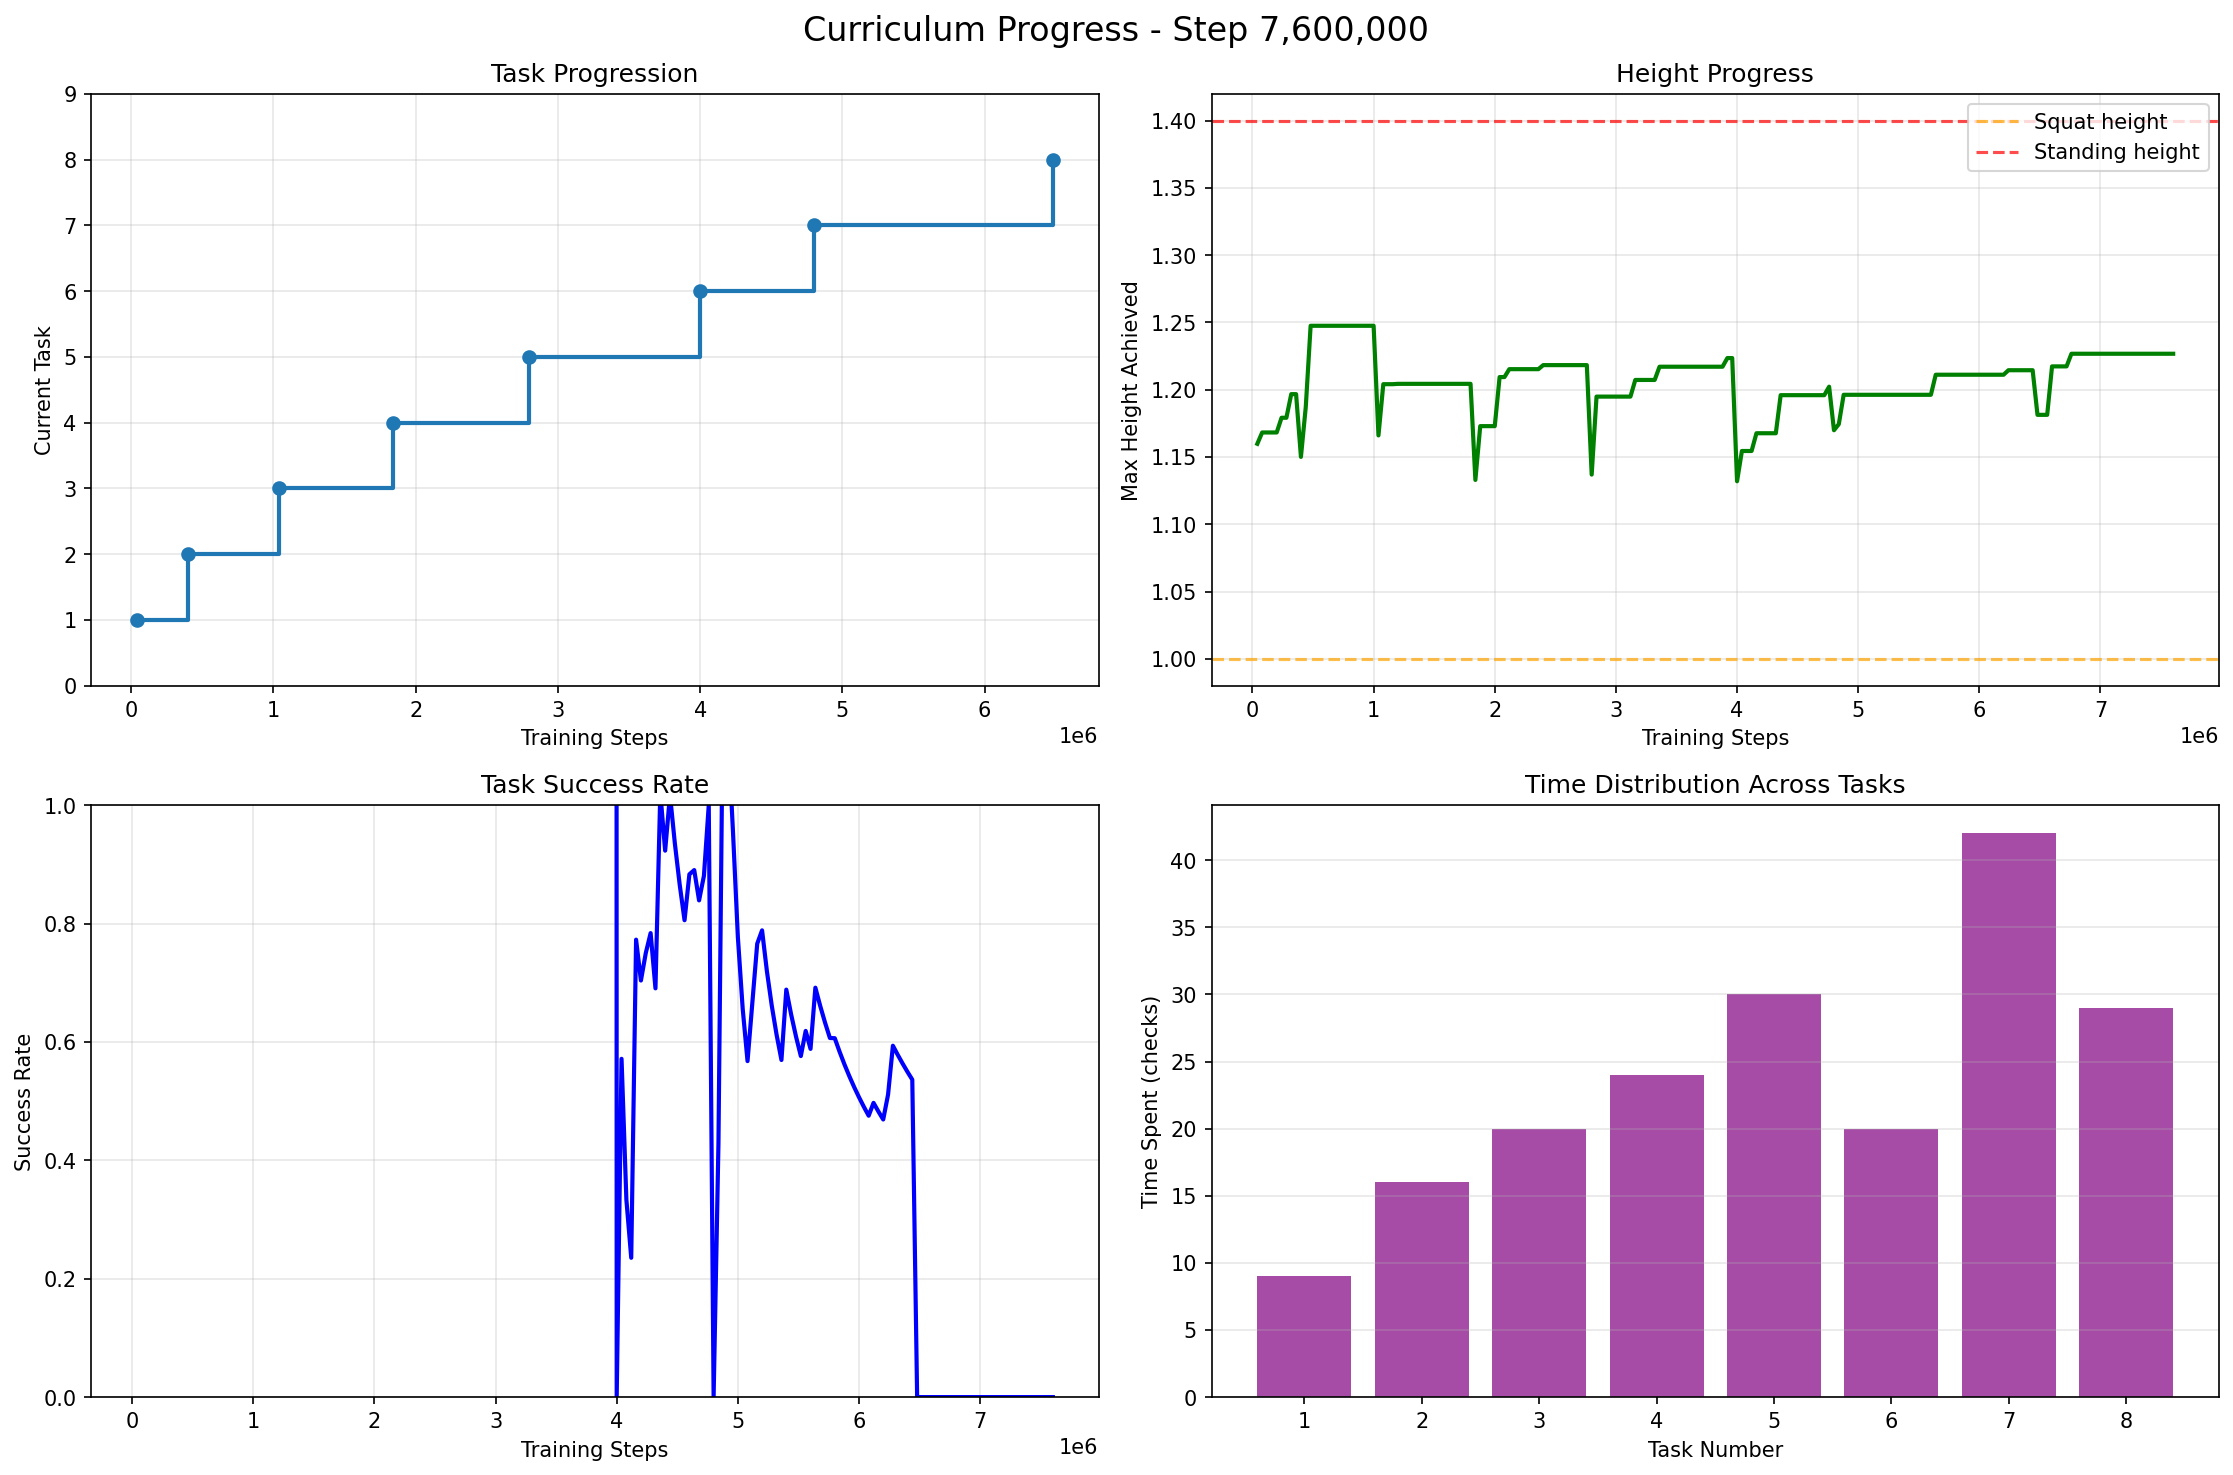 Curriculum Progress - Step 7,600,000
Task Progression
9
8
7
6
5
4
3
2
1
0
Current Task
0 1 2 3 4 5 6
Training Steps
1e6
Height Progress
1.40
1.35
1.30
1.25
1.20
1.15
1.10
1.05
1.00
Max Height Achieved
Squat height
Standing height
0 1 2 3 4 5 6 7
Training Steps
1e6
Task Success Rate
1.0
0.8
0.6
0.4
0.2
0.0
Success Rate
0 1 2 3 4 5 6 7
Training Steps
1e6
Time Distribution Across Tasks
40
35
30
25
20
15
10
5
0
Time Spent (checks)
1 2 3 4 5 6 7 8
Task Number